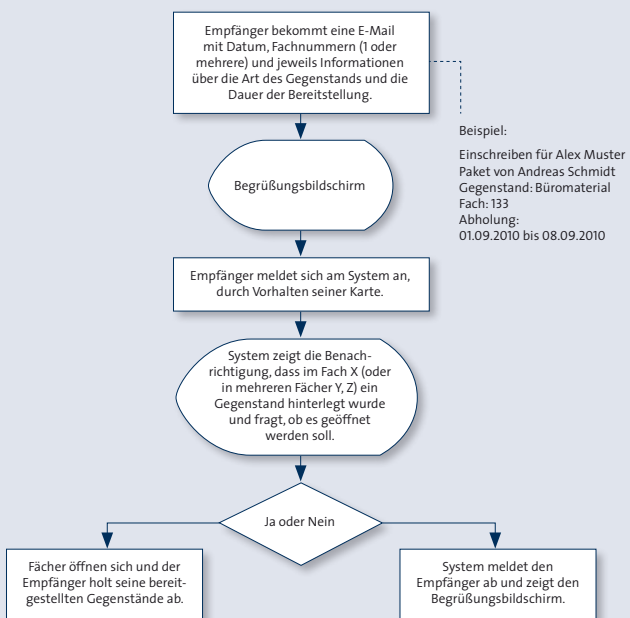 Empfänger bekommt eine E-Mail
mit Datum, Fachnummern (1 oder
mehrere) und jeweils Informationen
über die Art des Gegenstands und die
Dauer der Bereitstellung.
Beispiel:
Einschreiben für Alex Muster
Paket von Andreas Schmidt
Gegenstand: Büromaterial
Fach: 133
Abholung:
01.09.2010 bis 08.09.2010
Begrüßungsbildschirm
Empfänger meldet sich am System an,
durch Vorhalten seiner Karte.
System zeigt die Benach-
richtigung, dass im Fach X (oder
in mehreren Fächer Y, Z) ein
Gegenstand hinterlegt wurde
und fragt, ob es geöffnet
werden soll.
Ja oder Nein
Fächer öffnen sich und der
Empfänger holt seine bereit-
gestellten Gegenstände ab.
System meldet den
Empfänger ab und zeigt den
Begrüßungsbildschirm.